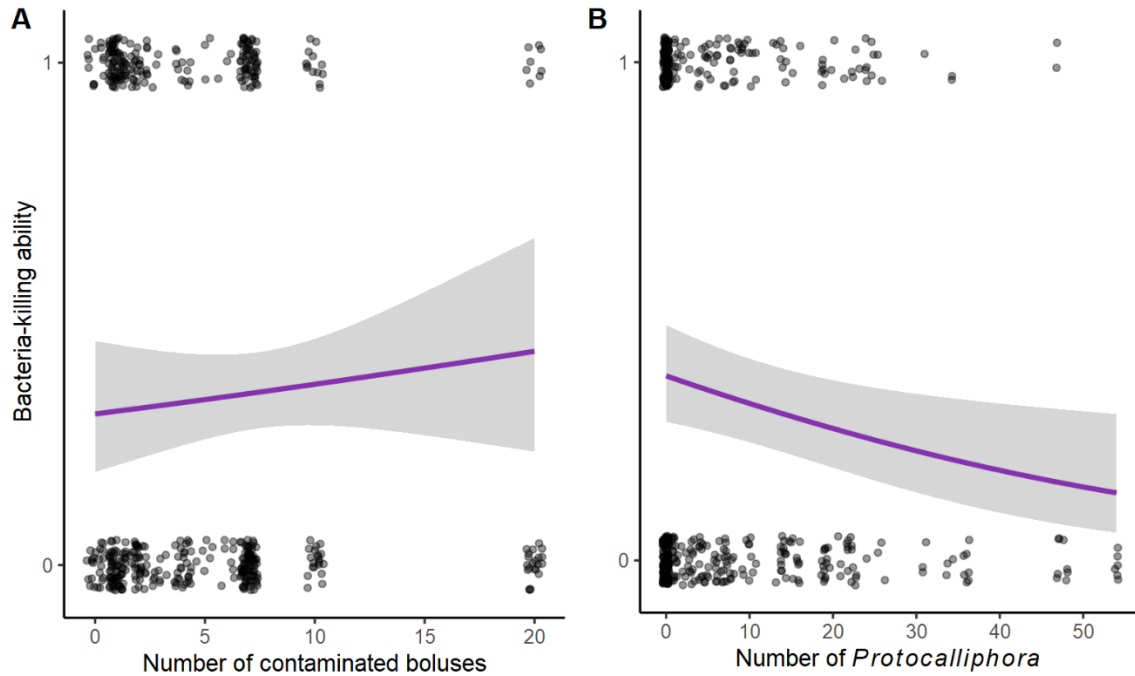 A
B
Bacteria-killing ability
1
0
0 5 10 15 20
Number of contaminated boluses
1
0
0 10 20 30 40 50
Number of Protocalliphora